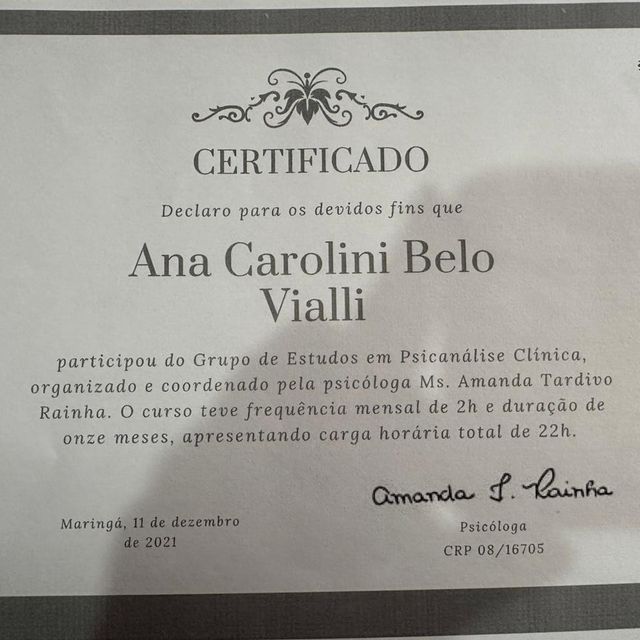 CERTIFICADO
Declaro para os devidos fins que
Ana Carolini Belo
Vialli
participou do Grupo de Estudos em Psicanálise Clínica,
organizado e coordenado pela psicóloga Ms. Amanda Tardivo
Rainha. O curso teve frequência mensal de 2h e duração de
onze meses, apresentando carga horária total de 22h.
Amanda T. Rainha
Maringá, 11 de dezembro
de 2021
Psicóloga
CRP 08/16705